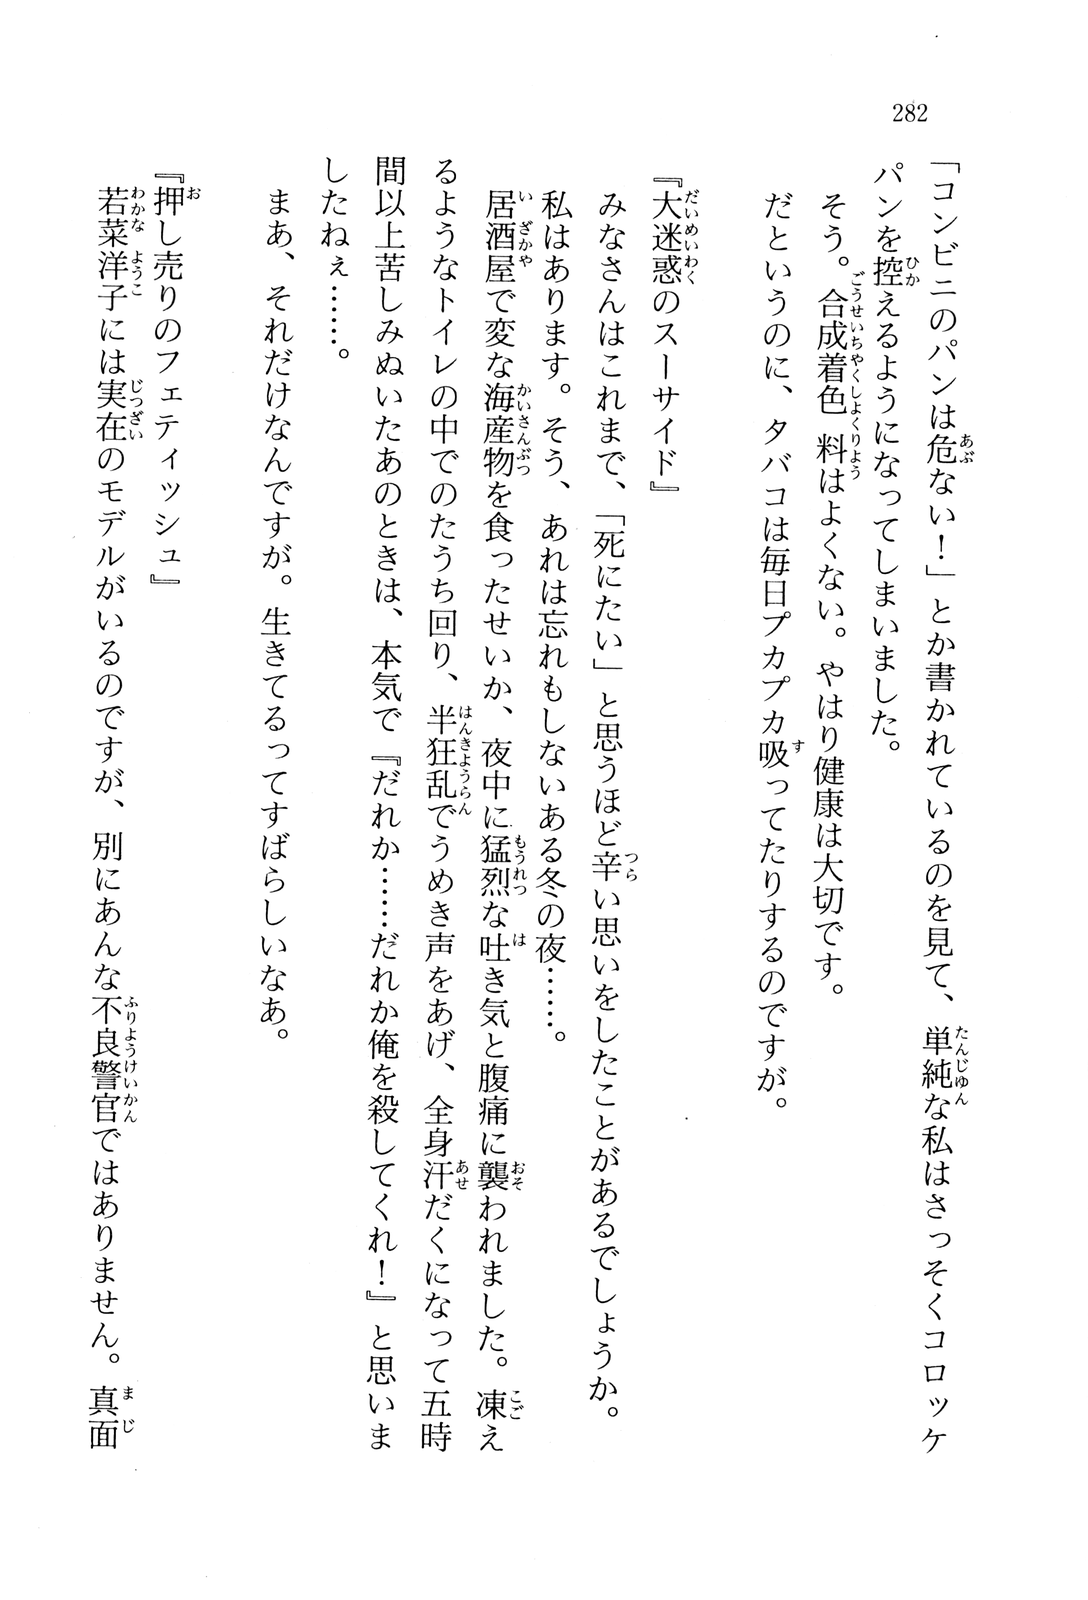 282
「コンビニのパンは危ない！」とか書かれているのを見て、単純な私はさっそくコロッケ
パンを控えるようになってしまいました。
そう。合成着色料はよくない。やはり健康は大切です。
だというのに、タバコは毎日プカプカ吸ってたりするのですが。
『大迷惑のスーサイド』
みなさんはこれまで、「死にたい」と思うほど辛い思いをしたことがあるでしょうか。
私はあります。そう、あれは忘れもしないある冬の夜……。
居酒屋で変な海産物を食ったせいか、夜中に猛烈な吐き気と腹痛に襲われました。凍え
るようなトイレの中でのたうち回り、半狂乱でうめき声をあげ、全身汗だくになって五時
間以上苦しみぬいたあのときは、本気で『だれか……だれか俺を殺してくれ！』と思いま
したねぇ……。
まあ、それだけなんですが。生きてるってすばらしいなあ。
『押し売りのフェティッシュ』
若菜洋子には実在のモデルがいるのですが、別にあんな不良警官ではありません。真面